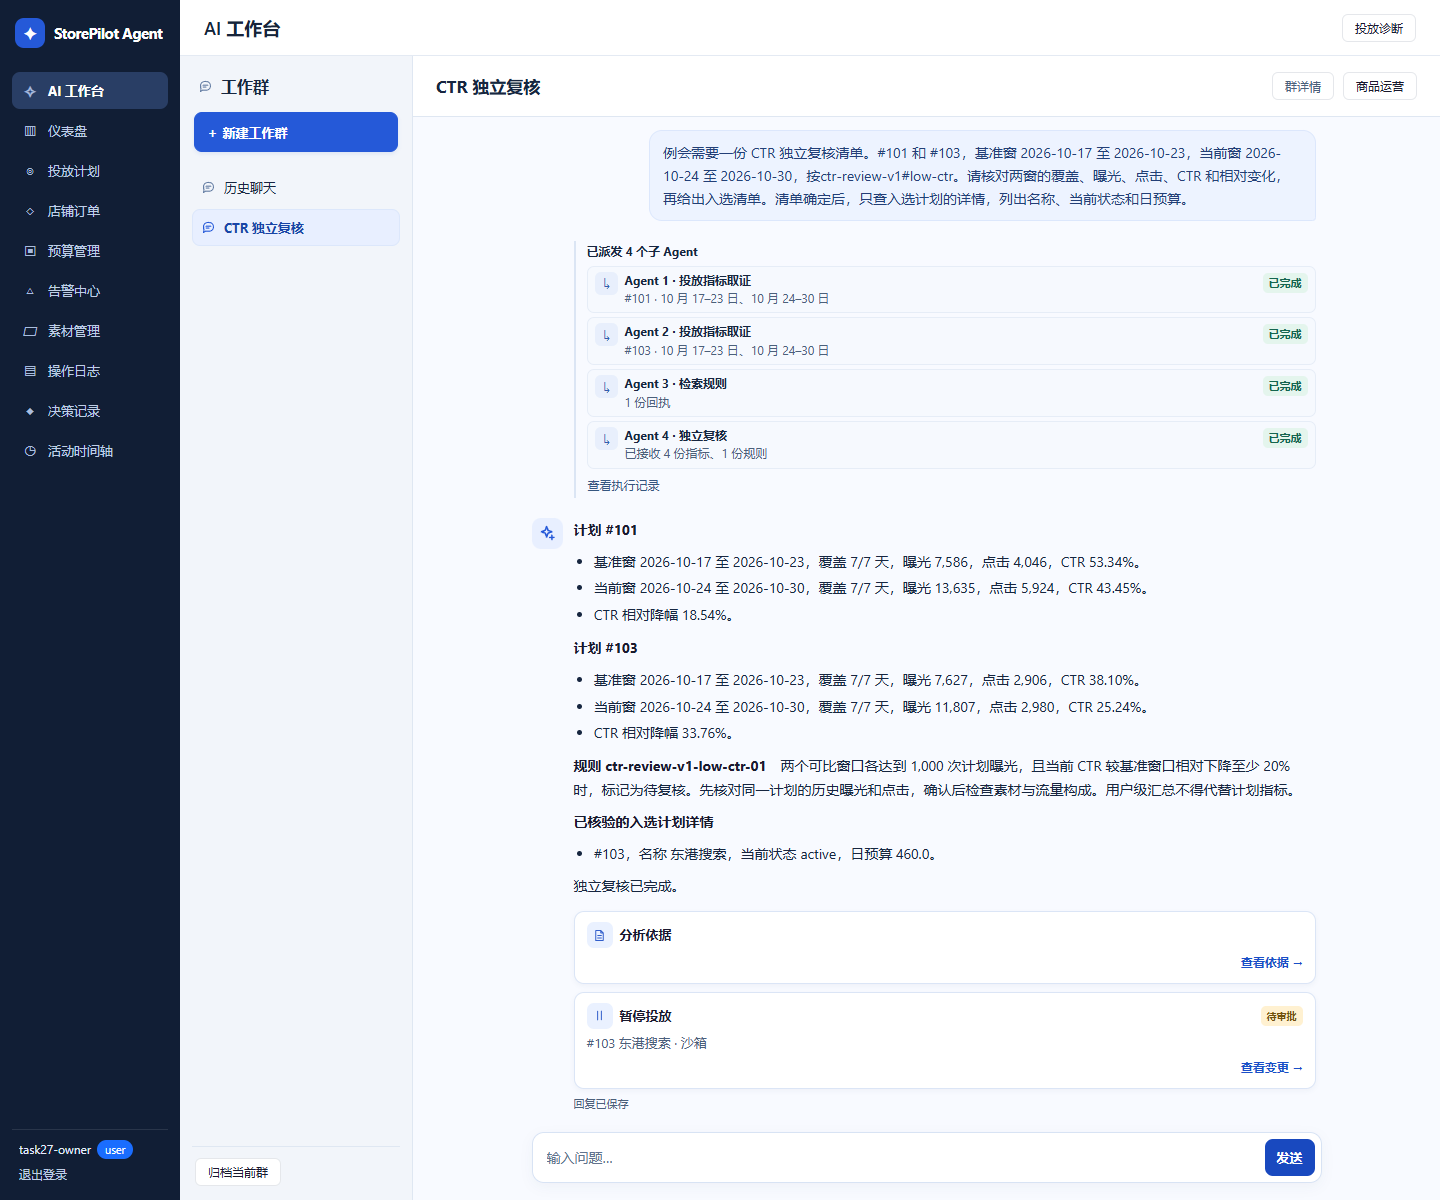 StorePilot Agent
AI 工作台
仪表盘
投放计划
店铺订单
预算管理
告警中心
素材管理
操作日志
决策记录
活动时间轴
task27-owner user
退出登录
AI 工作台
投放诊断
工作群
+ 新建工作群
历史聊天
CTR 独立复核
归档当前群
CTR 独立复核
群详情
商品运营
例会需要一份 CTR 独立复核清单。#101 和 #103，基准窗 2026-10-17 至 2026-10-23，当前窗 2026-
10-24 至 2026-10-30，按ctr-review-v1#low-ctr。请核对两窗的覆盖、曝光、点击、CTR 和相对变化，
再给出入选清单。清单确定后，只查入选计划的详情，列出名称、当前状态和日预算。
已派发 4 个子 Agent
Agent 1 · 投放指标取证
已完成
#101 · 10 月 17–23 日、10 月 24–30 日
Agent 2 · 投放指标取证
已完成
#103 · 10 月 17–23 日、10 月 24–30 日
Agent 3 · 检索规则
已完成
1 份回执
Agent 4 · 独立复核
已完成
已接收 4 份指标、1 份规则
查看执行记录
计划 #101
• 基准窗 2026-10-17 至 2026-10-23，覆盖 7/7 天，曝光 7,586，点击 4,046，CTR 53.34%。
• 当前窗 2026-10-24 至 2026-10-30，覆盖 7/7 天，曝光 13,635，点击 5,924，CTR 43.45%。
• CTR 相对降幅 18.54%。
计划 #103
• 基准窗 2026-10-17 至 2026-10-23，覆盖 7/7 天，曝光 7,627，点击 2,906，CTR 38.10%。
• 当前窗 2026-10-24 至 2026-10-30，覆盖 7/7 天，曝光 11,807，点击 2,980，CTR 25.24%。
• CTR 相对降幅 33.76%。
规则 ctr-review-v1-low-ctr-01 两个可比窗口各达到 1,000 次计划曝光，且当前 CTR 较基准窗口相对下降至少 20%
时，标记为待复核。先核对同一计划的历史曝光和点击，确认后检查素材与流量构成。用户级汇总不得代替计划指标。
已核验的入选计划详情
• #103，名称 东港搜索，当前状态 active，日预算 460.0。
独立复核已完成。
分析依据
查看依据 →
暂停投放
待审批
#103 东港搜索 · 沙箱
查看变更 →
回复已保存
输入问题...
发送